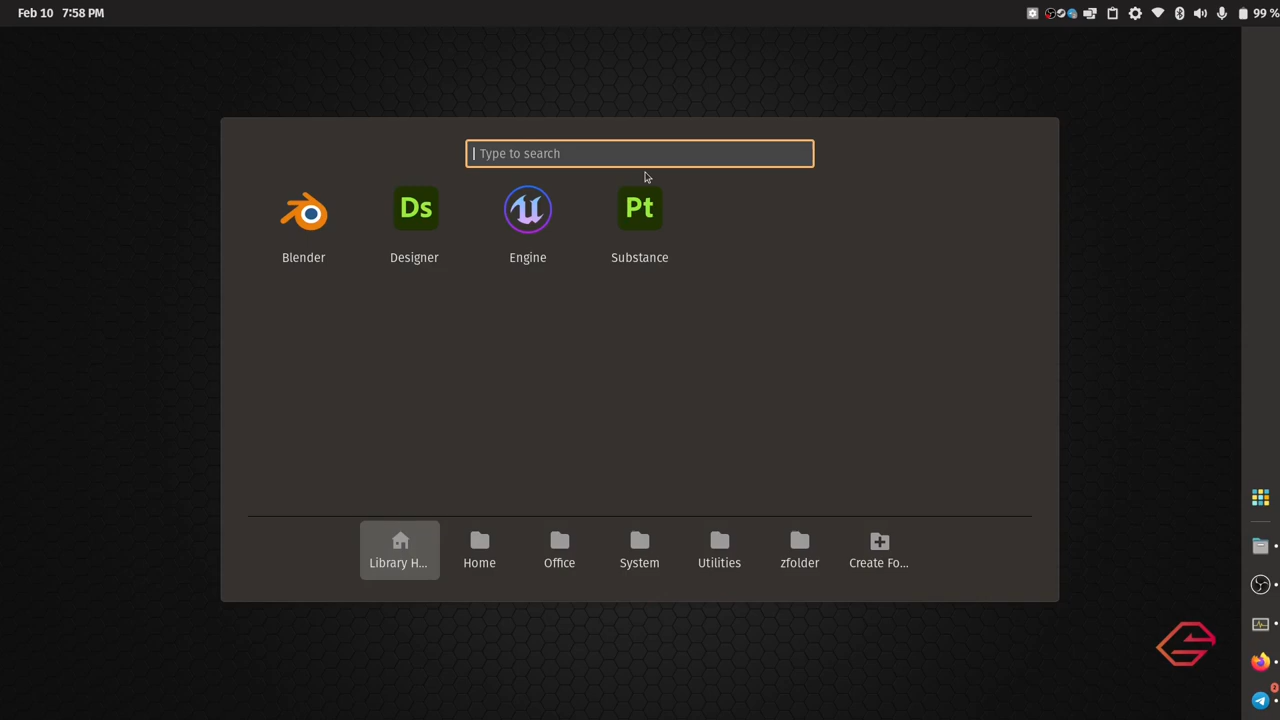 Feb 10 7:58 PM
99 %
Type to search
Ds
Pt
Blender
Designer
Engine
Substance
Library H...
Home
Office
System
Utilities
zfolder
Create Fo...
2